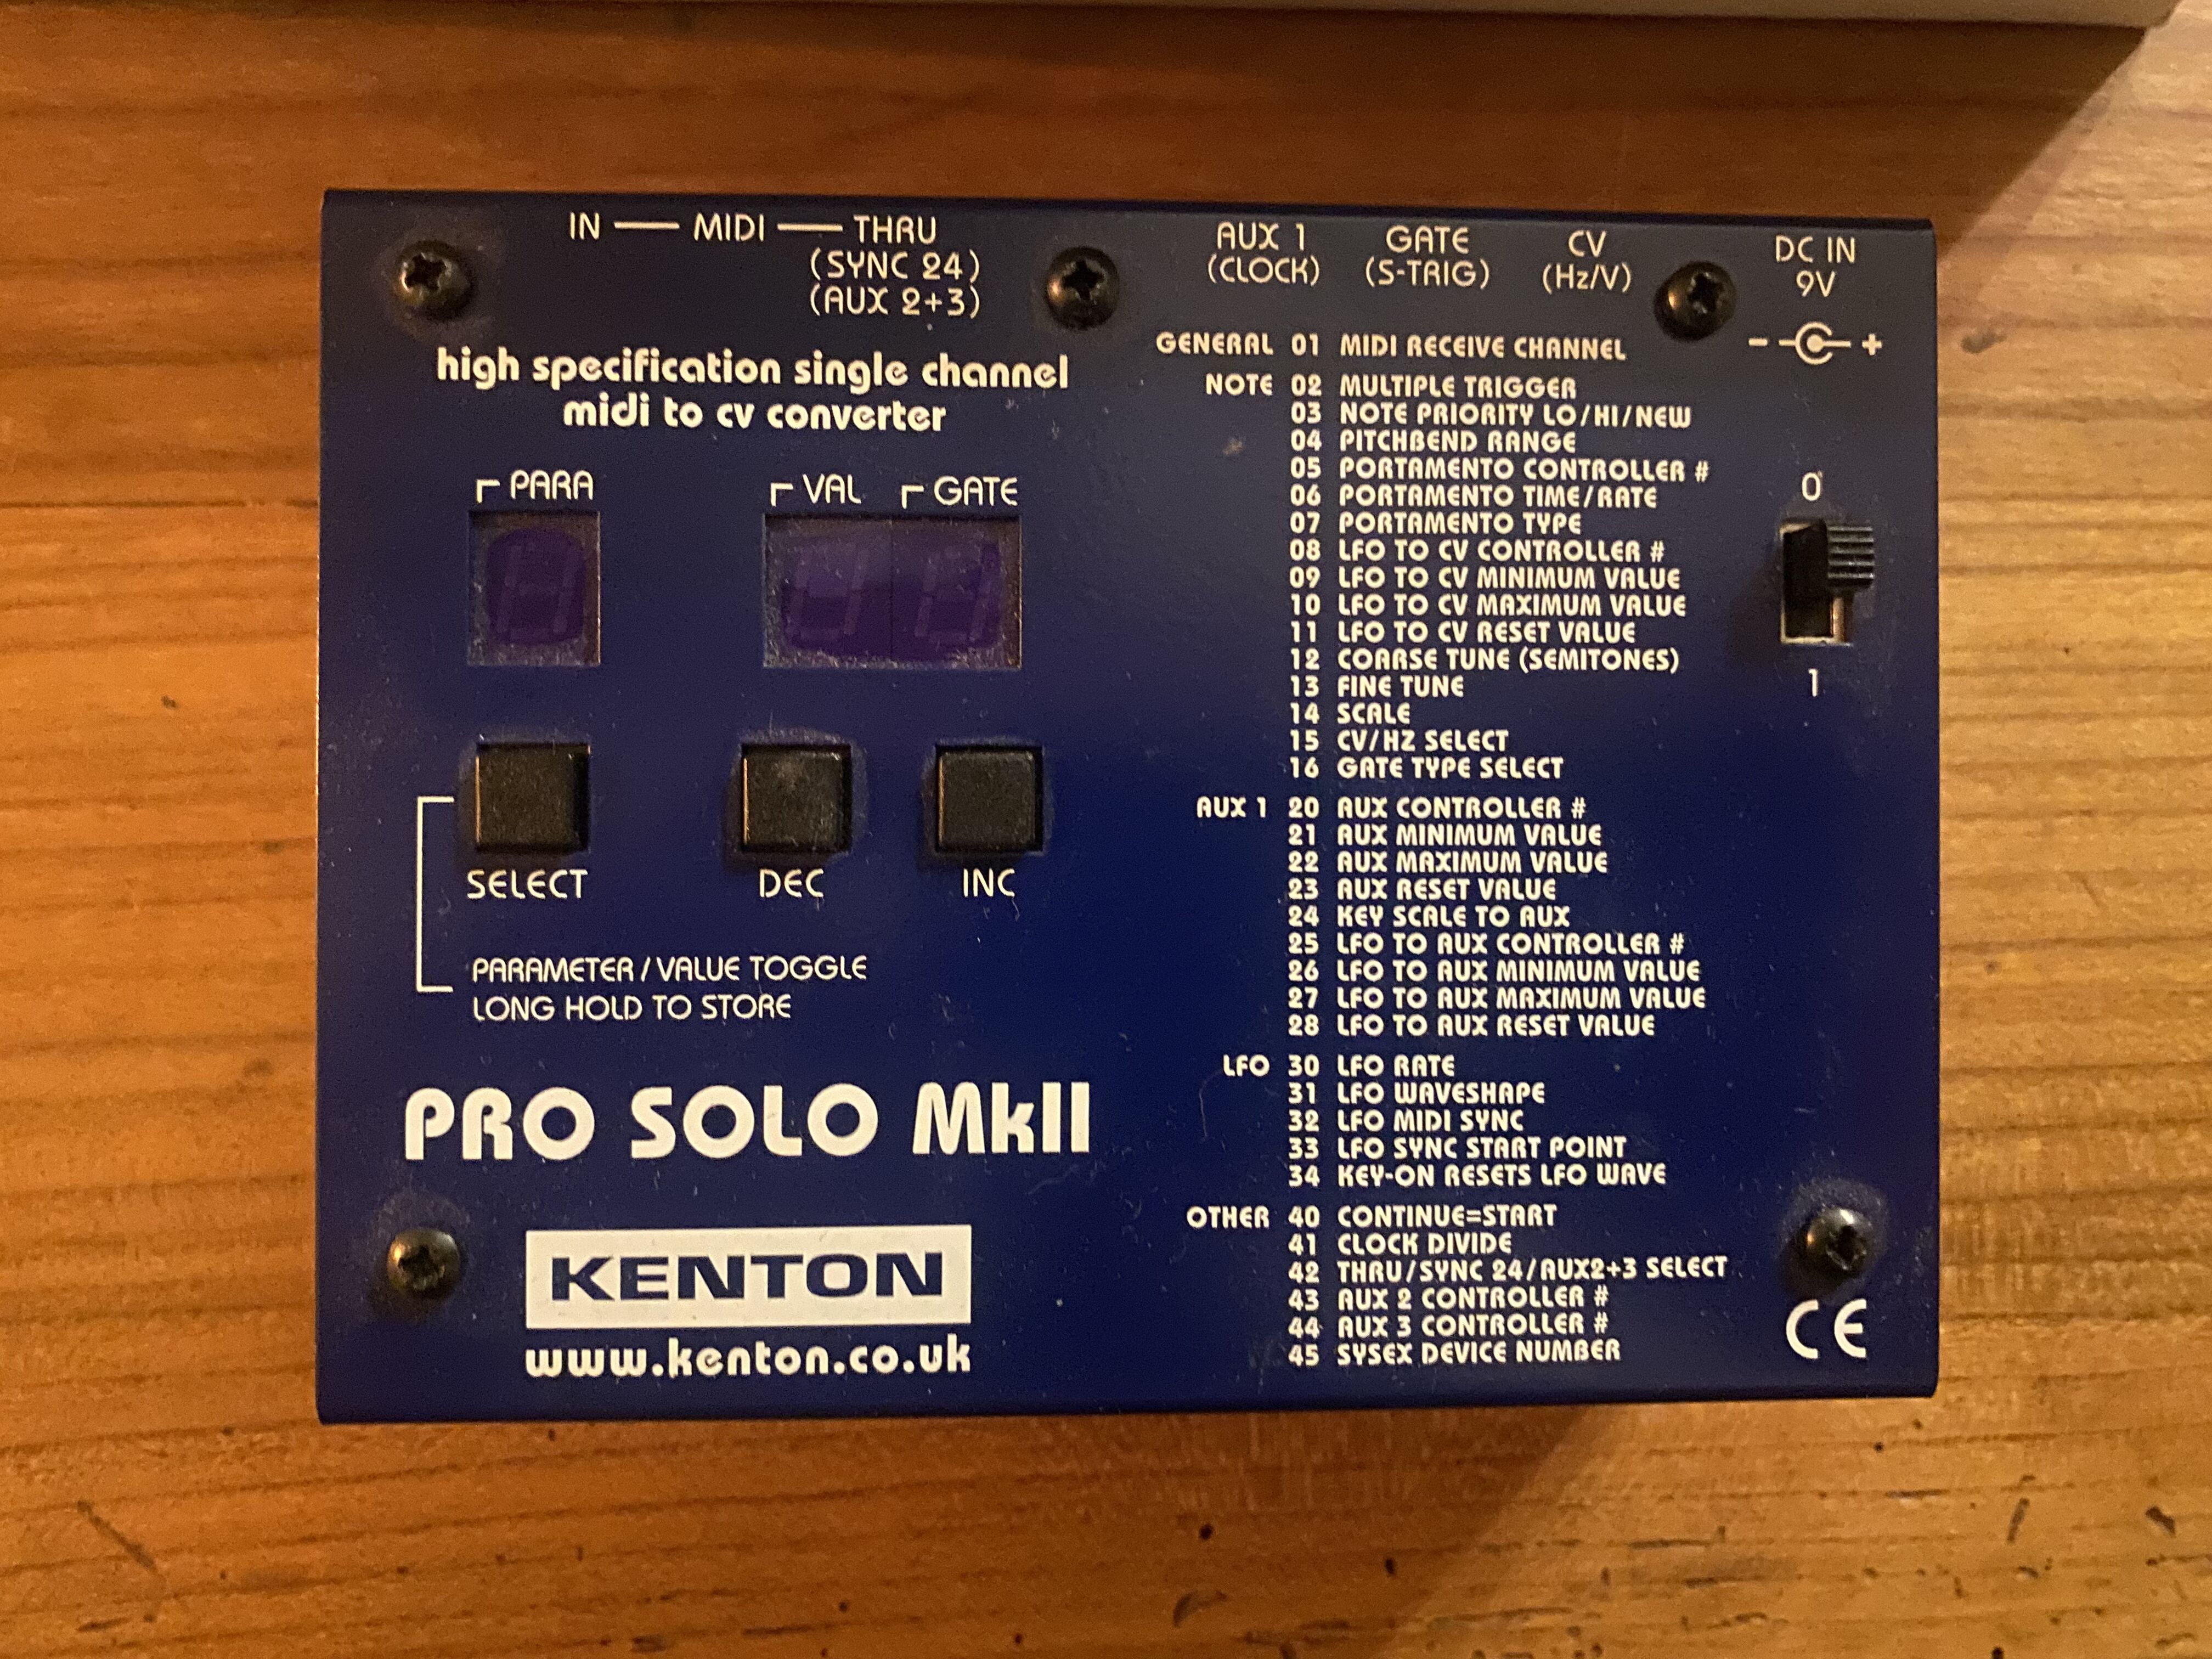 IN — MIDI — THRU
(SYNC 24)
(AUX 2+3)
AUX 1
(CLOCK)
GATE
(S-TRIG)
CV
(Hz/V)
DC IN
9V
- +
high specification single channel
midi to cv converter
PARA
VAL
GATE
SELECT
DEC
INC
PARAMETER/VALUE TOGGLE
LONG HOLD TO STORE
PRO SOLO MkII
KENTON
www.kenton.co.uk
GENERAL 01 MIDI RECEIVE CHANNEL
NOTE 02 MULTIPLE TRIGGER
03 NOTE PRIORITY LO/HI/NEW
04 PITCHBEND RANGE
05 PORTAMENTO CONTROLLER #
06 PORTAMENTO TIME/RATE
07 PORTAMENTO TYPE
08 LFO TO CV CONTROLLER #
09 LFO TO CV MINIMUM VALUE
10 LFO TO CV MAXIMUM VALUE
11 LFO TO CV RESET VALUE
12 COARSE TUNE (SEMITONES)
13 FINE TUNE
14 SCALE
15 CV/HZ SELECT
16 GATE TYPE SELECT
AUX 1 20 AUX CONTROLLER #
21 AUX MINIMUM VALUE
22 AUX MAXIMUM VALUE
23 AUX RESET VALUE
24 KEY SCALE TO AUX
25 LFO TO AUX CONTROLLER #
26 LFO TO AUX MINIMUM VALUE
27 LFO TO AUX MAXIMUM VALUE
28 LFO TO AUX RESET VALUE
LFO 30 LFO RATE
31 LFO WAVESHAPE
32 LFO MIDI SYNC
33 LFO SYNC START POINT
34 KEY-ON RESETS LFO WAVE
OTHER 40 CONTINUE=START
41 CLOCK DIVIDE
42 THRU/SYNC 24/AUX2+3 SELECT
43 AUX 2 CONTROLLER #
44 AUX 3 CONTROLLER #
45 SYSEX DEVICE NUMBER
0
1
CE